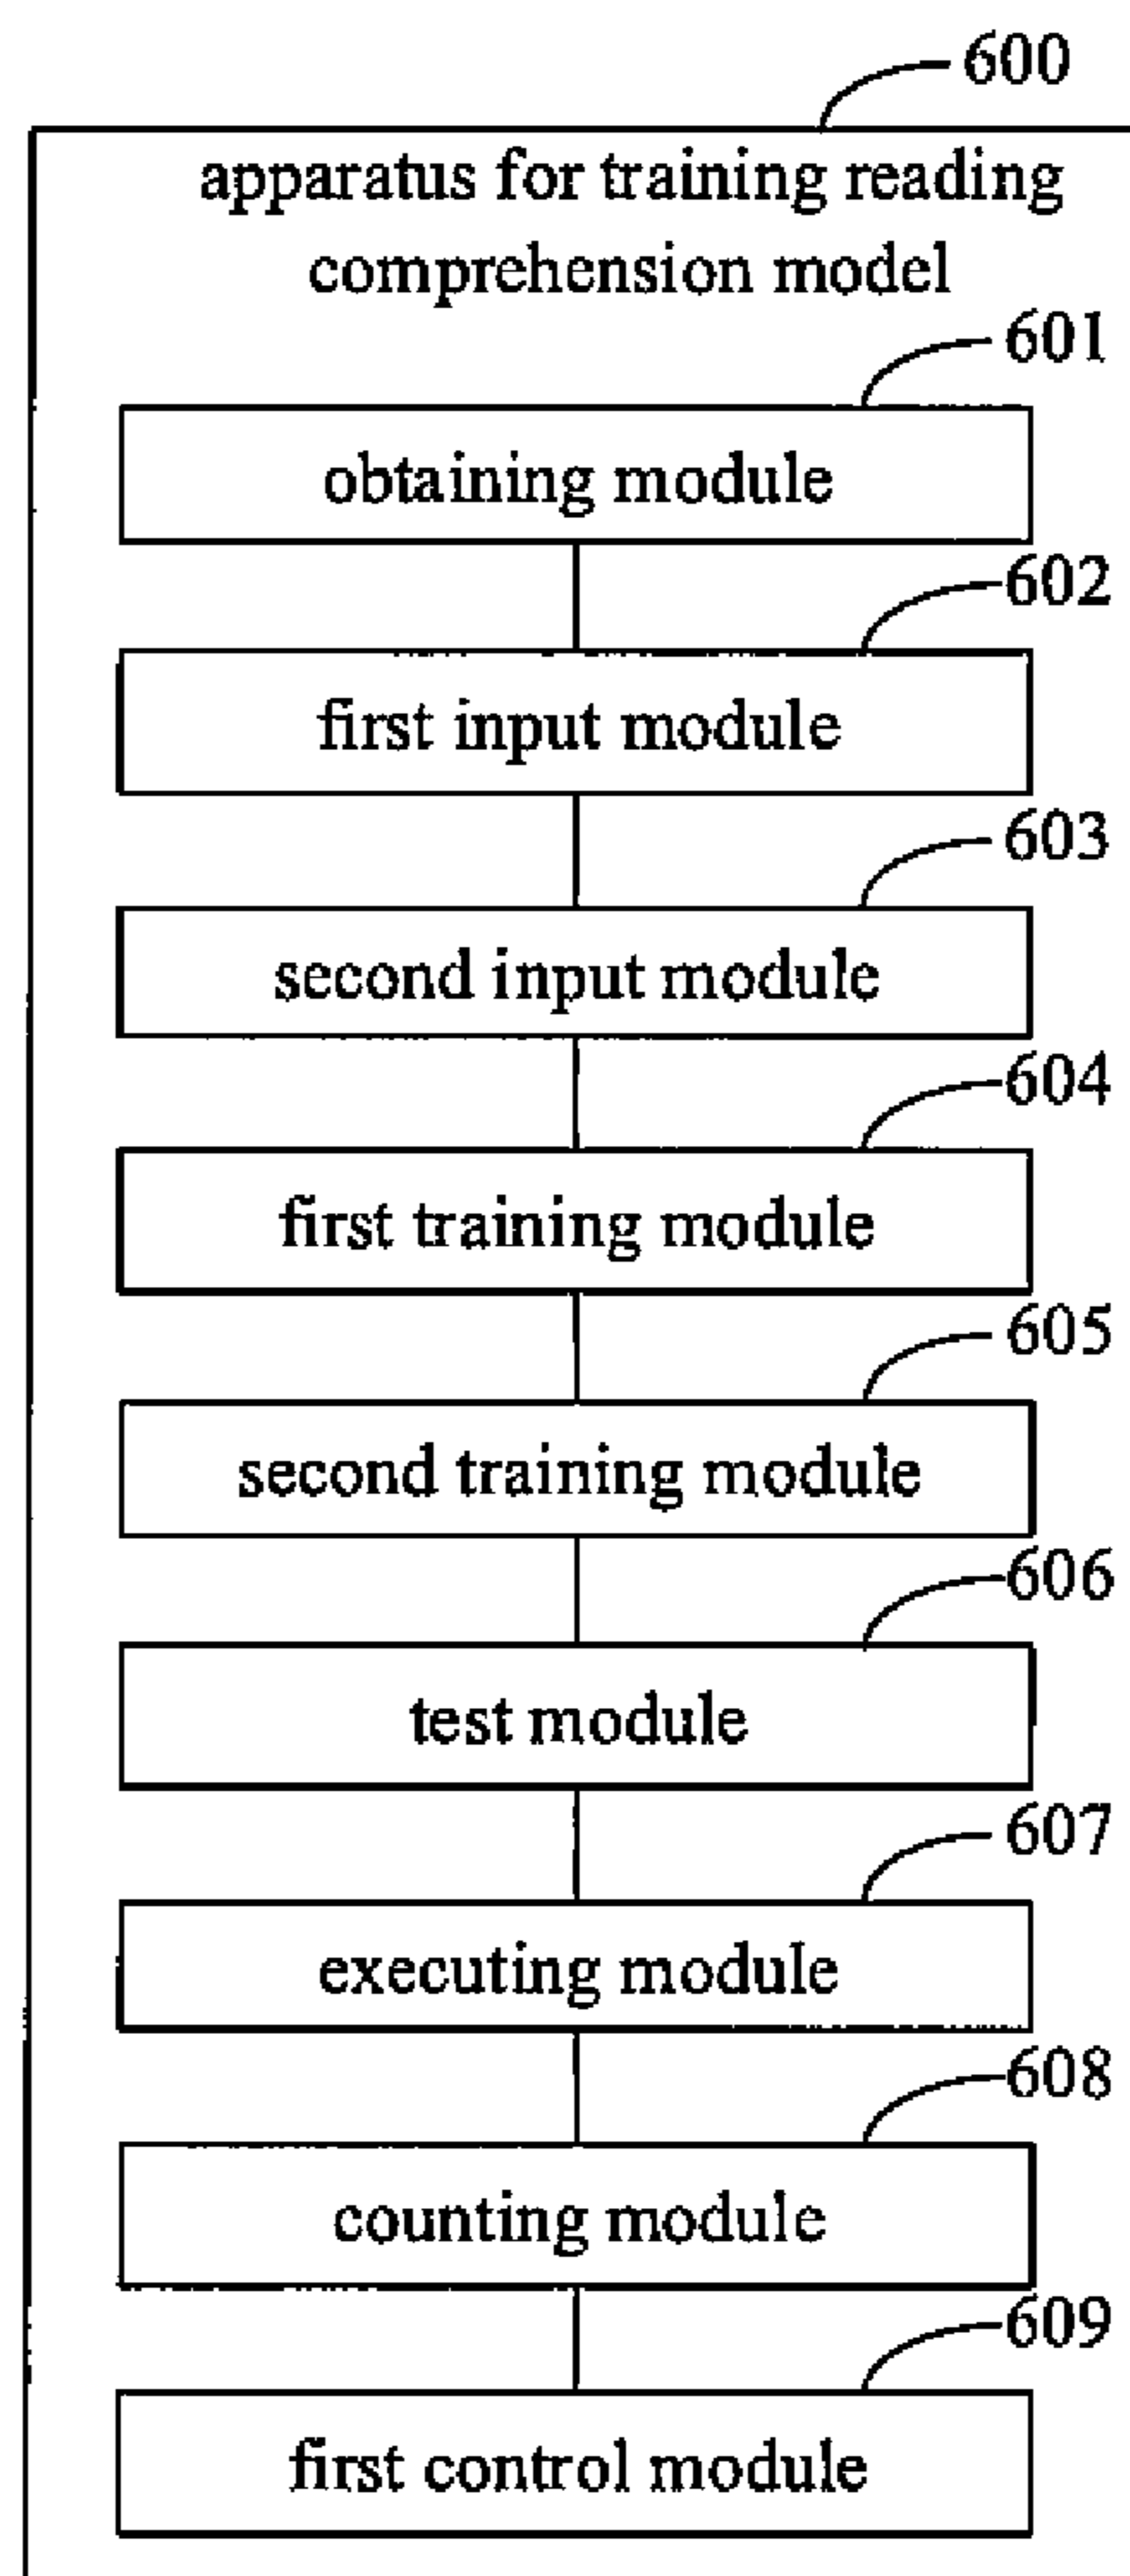 600
apparatus for training reading
comprehension model
601
obtaining module
602
first input module
603
second input module
604
first training module
605
second training module
606
test module
607
executing module
608
counting module
609
first control module